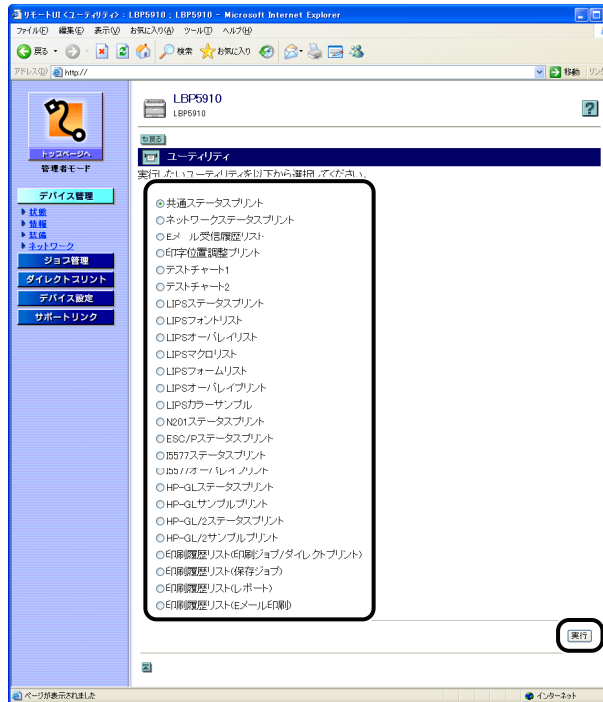 リモートUI <ユーティリティ> : LBP5910 ; LBP5910 - Microsoft Internet Explorer
ファイル(F) 編集(E) 表示(V) お気に入り(A) ツール(T) ヘルプ(H)
戻る 検索 お気に入り
アドレス(D) http:// 移動 リンク
LBP5910
LBP5910
戻る
トップページへ
管理者モード
デバイス管理
状態
情報
装備
ネットワーク
ジョブ管理
ダイレクトプリント
デバイス設定
サポートリンク
ユーティリティ
実行したいユーティリティを以下から選択してください。
共通ステータスプリント
ネットワークステータスプリント
Eメール受信履歴リスト
印字位置調整プリント
テストチャート1
テストチャート2
LIPSステータスプリント
LIPSフォントリスト
LIPSオーバレイリスト
LIPSマクロリスト
LIPSフォームリスト
LIPSオーバレイプリント
LIPSカラーサンプル
N201ステータスプリント
ESC/Pステータスプリント
I5577ステータスプリント
I5577オーバレイプリント
HP-GLステータスプリント
HP-GLサンプルプリント
HP-GL/2ステータスプリント
HP-GL/2サンプルプリント
印刷履歴リスト(印刷ジョブ/ダイレクトプリント)
印刷履歴リスト(保存ジョブ)
印刷履歴リスト(レポート)
印刷履歴リスト(Eメール印刷)
実行
ページが表示されました インターネット